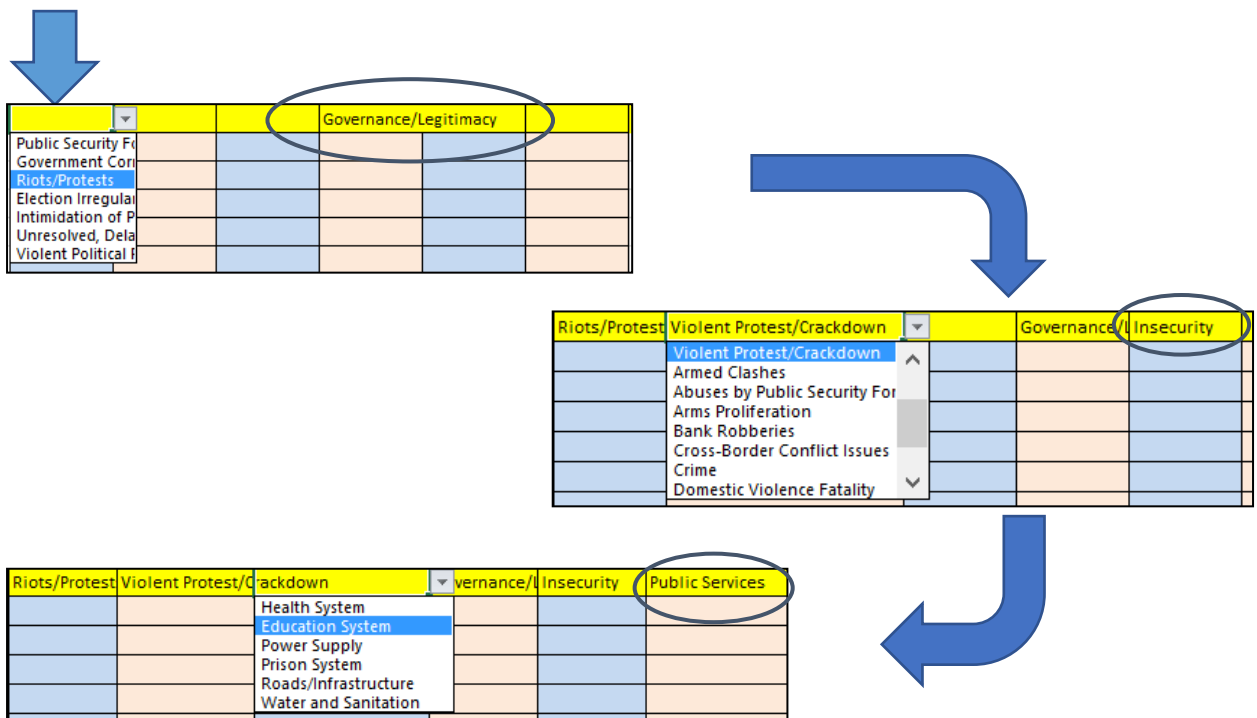 Governance/Legitimacy
Public Security Fo
Government Corr
Riots/Protests
Election Irregular
Intimidation of P
Unresolved, Dela
Violent Political
Riots/Protest Violent Protest/Crackdown Governance/L Insecurity
Violent Protest/Crackdown
Armed Clashes
Abuses by Public Security For
Arms Proliferation
Bank Robberies
Cross-Border Conflict Issues
Crime
Domestic Violence Fatality
Riots/Protest Violent Protest/Crackdown vernance/L Insecurity Public Services
Health System
Education System
Power Supply
Prison System
Roads/Infrastructure
Water and Sanitation